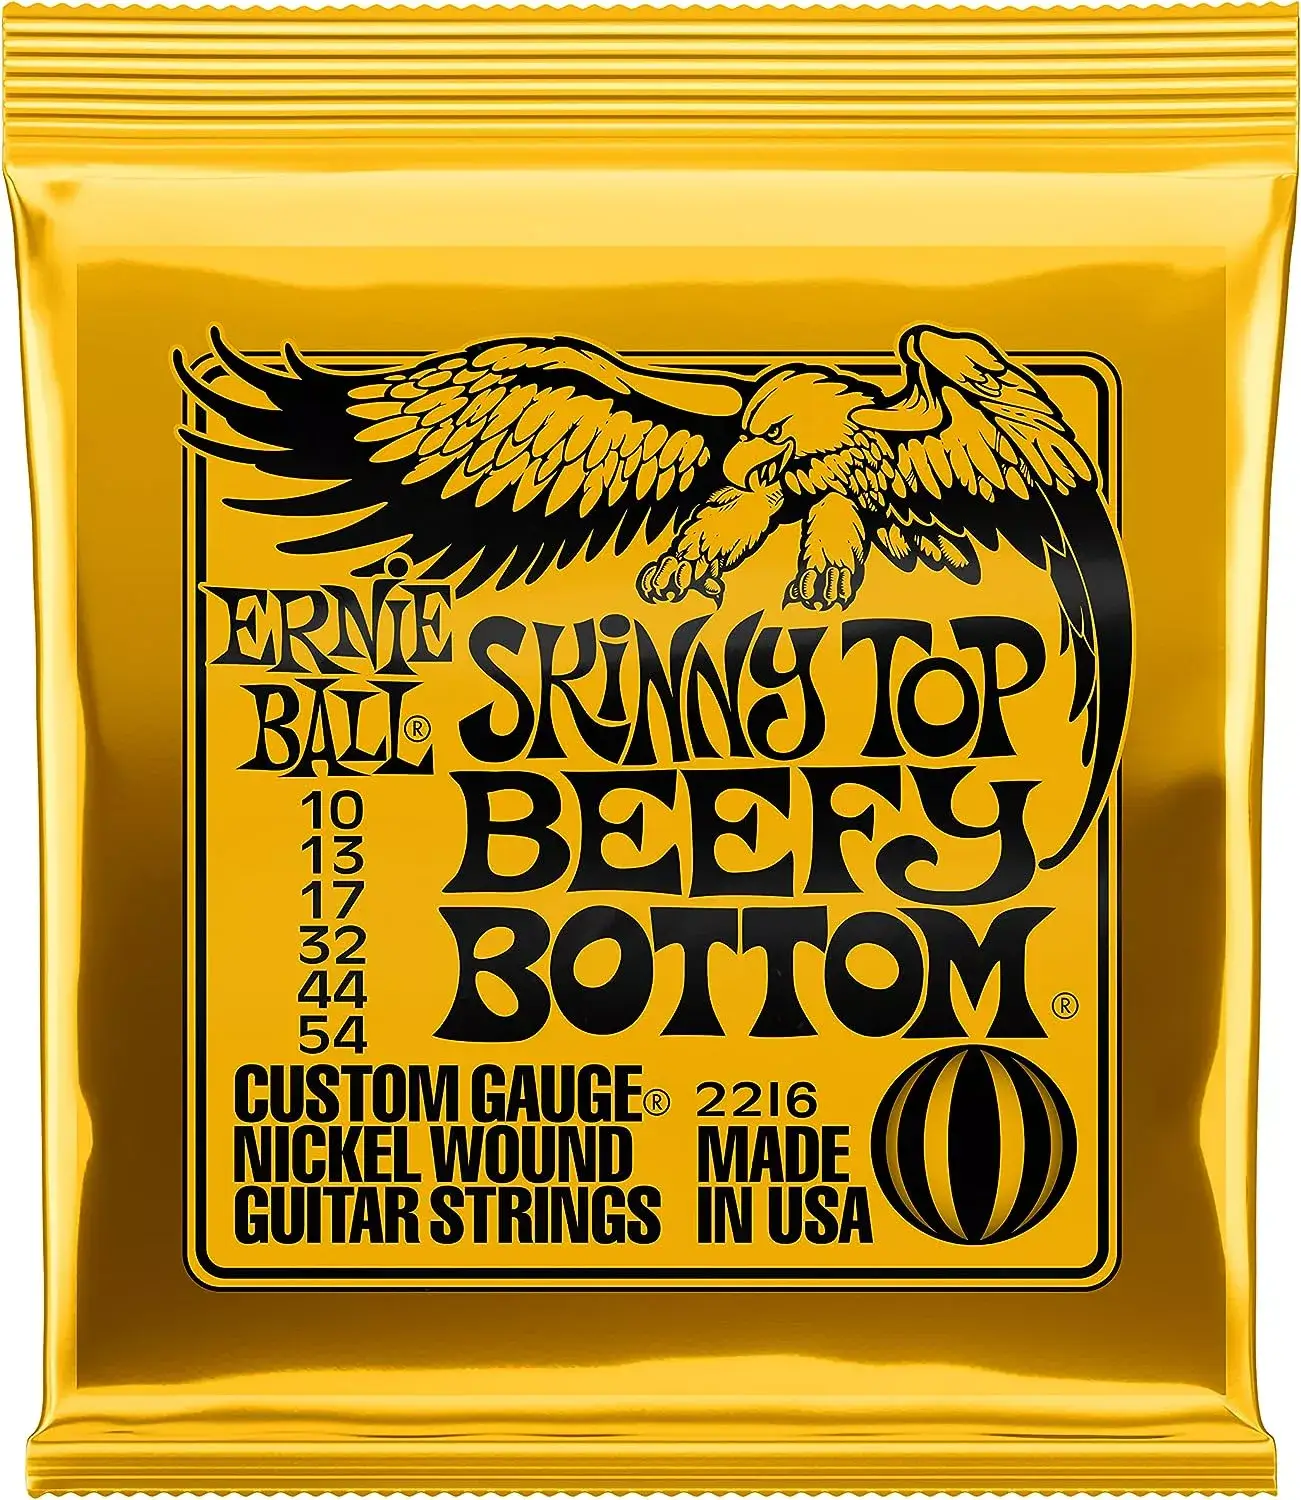 ERNIE
BALL®
SKINNY TOP
BEEFY
BOTTOM®
10
13
17
32
44
54
CUSTOM GAUGE®
NICKEL WOUND
GUITAR STRINGS
2216
MADE
IN USA